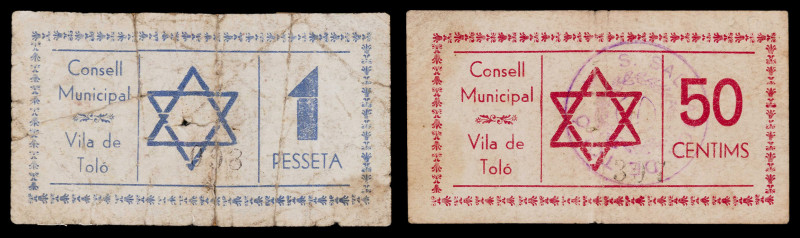 Consell
Municipal
Vila de
Toló
1
PESSETA
Consell
Municipal
Vila de
Toló
50
CENTIMS